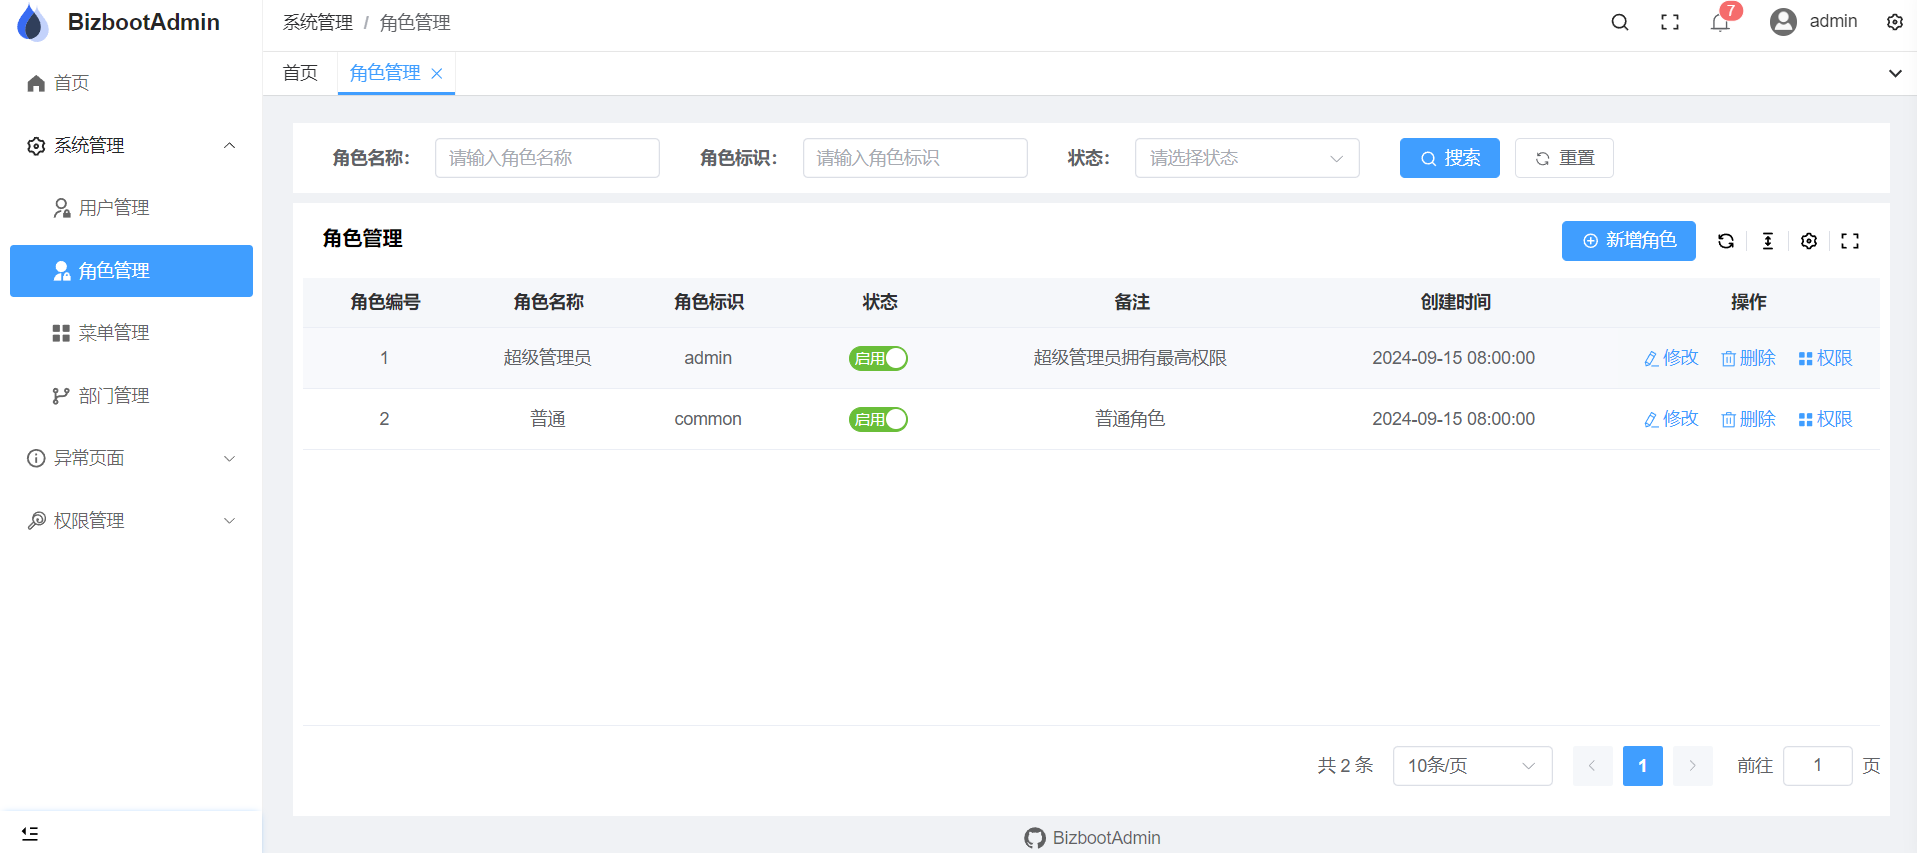 BizbootAdmin
首页
系统管理
用户管理
角色管理
菜单管理
部门管理
异常页面
权限管理
系统管理 / 角色管理
7
admin
首页 角色管理
角色名称： 请输入角色名称 角色标识： 请输入角色标识 状态： 请选择状态 搜索 重置
角色管理 新增角色
角色编号 角色名称 角色标识 状态 备注 创建时间 操作
1 超级管理员 admin 启用 超级管理员拥有最高权限 2024-09-15 08:00:00 修改 删除 权限
2 普通 common 启用 普通角色 2024-09-15 08:00:00 修改 删除 权限
共 2 条 10条/页 1 前往 1 页
BizbootAdmin